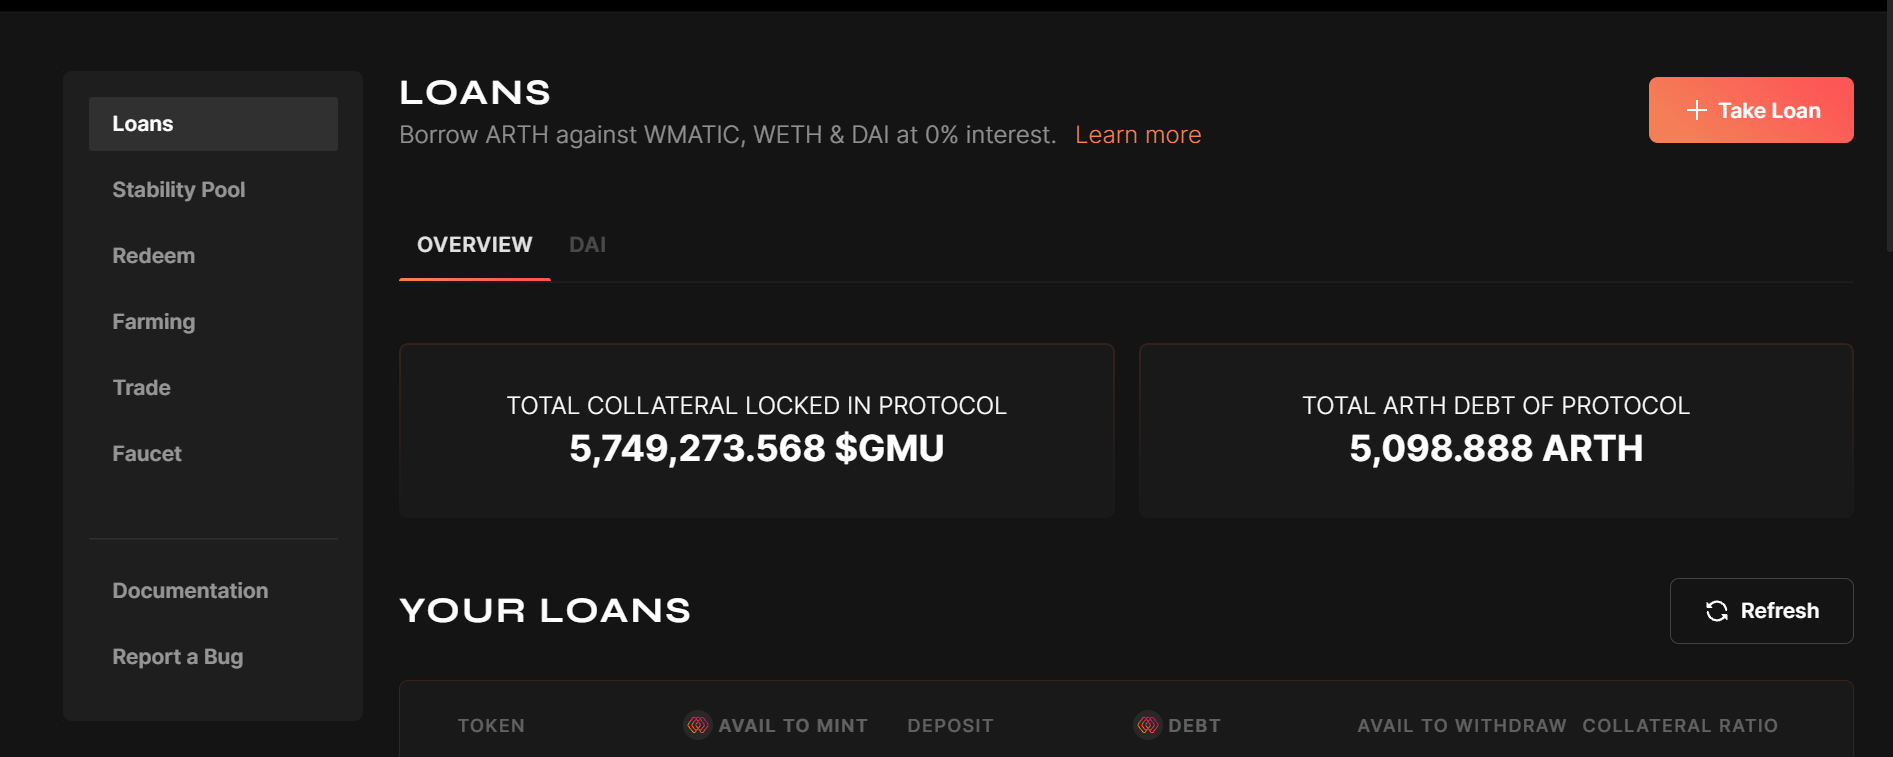 Loans
Stability Pool
Redeem
Farming
Trade
Faucet
Documentation
Report a Bug
LOANS
Borrow ARTH against WMATIC, WETH & DAI at 0% interest. Learn more
+ Take Loan
OVERVIEW DAI
TOTAL COLLATERAL LOCKED IN PROTOCOL
5,749,273.568 $GMU
TOTAL ARTH DEBT OF PROTOCOL
5,098.888 ARTH
YOUR LOANS
Refresh
TOKEN AVAIL TO MINT DEPOSIT DEBT AVAIL TO WITHDRAW COLLATERAL RATIO